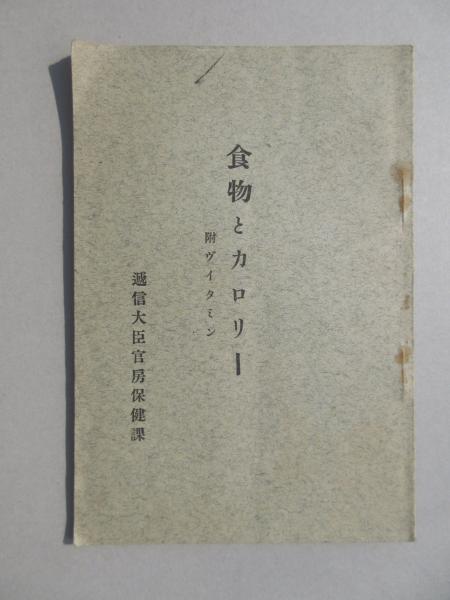 食物とカロリー
附ヴイタミン
遞信大臣官房保健課